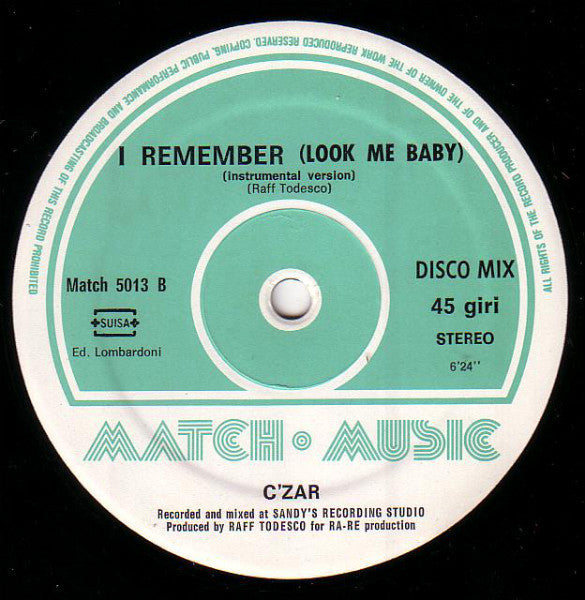 ALL RIGHTS OF THE RECORD PRODUCER AND OF THE OWNER OF THE WORK REPRODUCED RESERVED. COPYING, PUBLIC PERFORMANCE AND BROADCASTING OF THIS RECORD PROHIBITED
I REMEMBER (LOOK ME BABY)
(instrumental version)
(Raff Todesco)
Match 5013 B
SUISA
Ed. Lombardoni
DISCO MIX
45 giri
STEREO
6'24''
MATCH MUSIC
C'ZAR
Recorded and mixed at SANDY'S RECORDING STUDIO
Produced by RAFF TODESCO for RA-RE production